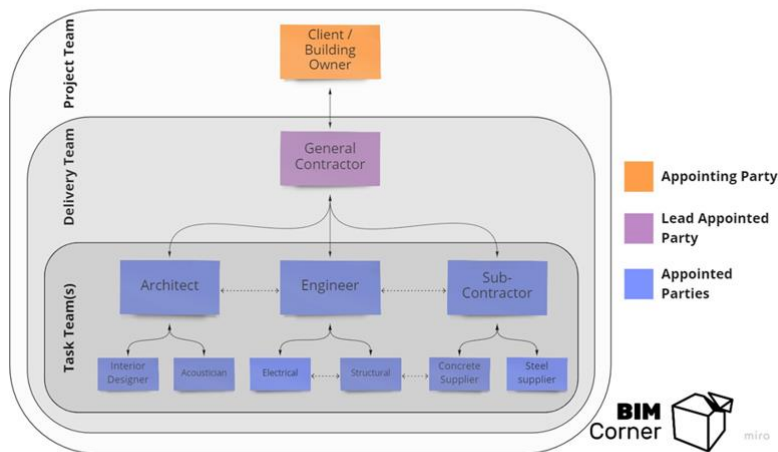 Project Team
Client /
Building
Owner
Delivery Team
General
Contractor
Task Team(s)
Architect
Engineer
Sub-
Contractor
Interior
Designer
Acoustician
Electrical
Structural
Concrete
Supplier
Steel
supplier
Appointing Party
Lead Appointed
Party
Appointed
Parties
BIM
Corner
miro